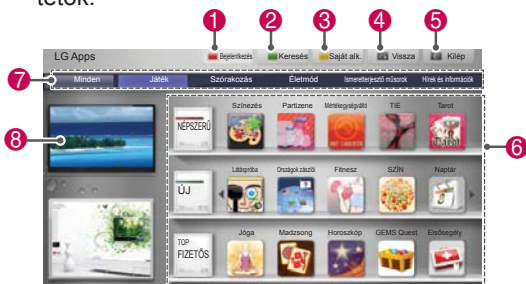 tetők.
1 2 3 4 5
LG Apps Bejelentkezés Keresés Saját alk. Vissza Kilép
7 Minden Játék Szórakozás Életmód Ismeretterjesztő műsorok Hírek és információk
8
Színezés Partizene Mértékegységváltó TIE Tarot
NÉPSZERŰ
6
Látáspróba Országok zászlói Fitnesz SZÍN Naptár
ÚJ
Jóga Madzsong Horoszkóp GEMS Quest Elsősegély
TOP
FIZETŐS